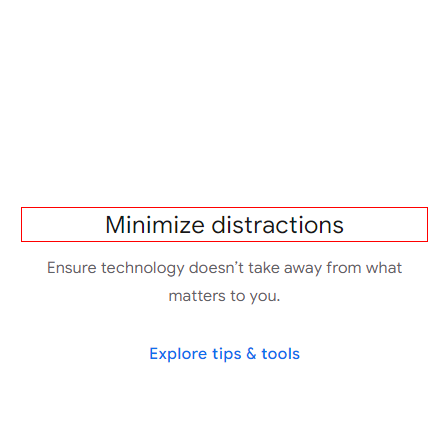 Minimize distractions
Ensure technology doesn’t take away from what
matters to you.
Explore tips & tools